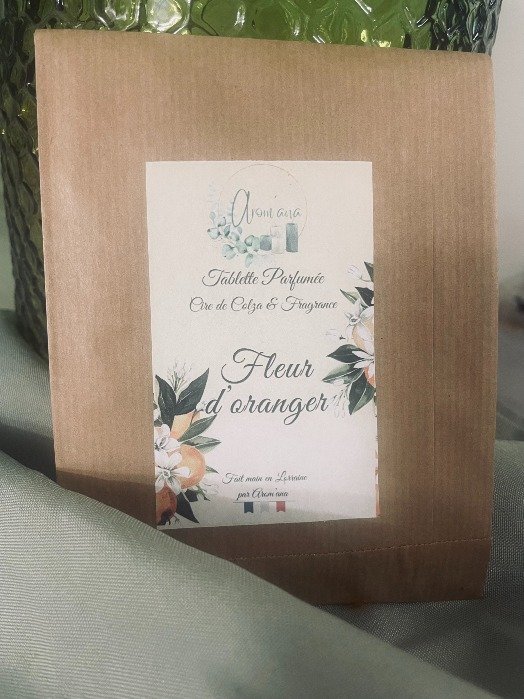 Arom'ana
Tablette Parfumée
Cire de Colza & Fragrance
Fleur
d'oranger
Fait main en Lorraine
par Arom'ana